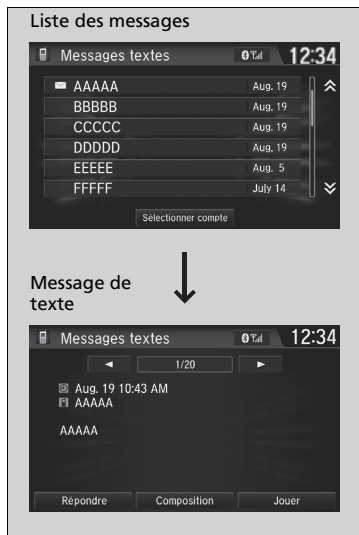 Liste des messages
Messages textes 12:34
AAAAA Aug. 19
BBBBB Aug. 19
CCCCC Aug. 19
DDDDD Aug. 19
EEEEE Aug. 5
FFFFF July 14
Sélectionner compte
Message de
texte
Messages textes 12:34
1/20
Aug. 19 10:43 AM
AAAAA
AAAAA
Répondre Composition Jouer